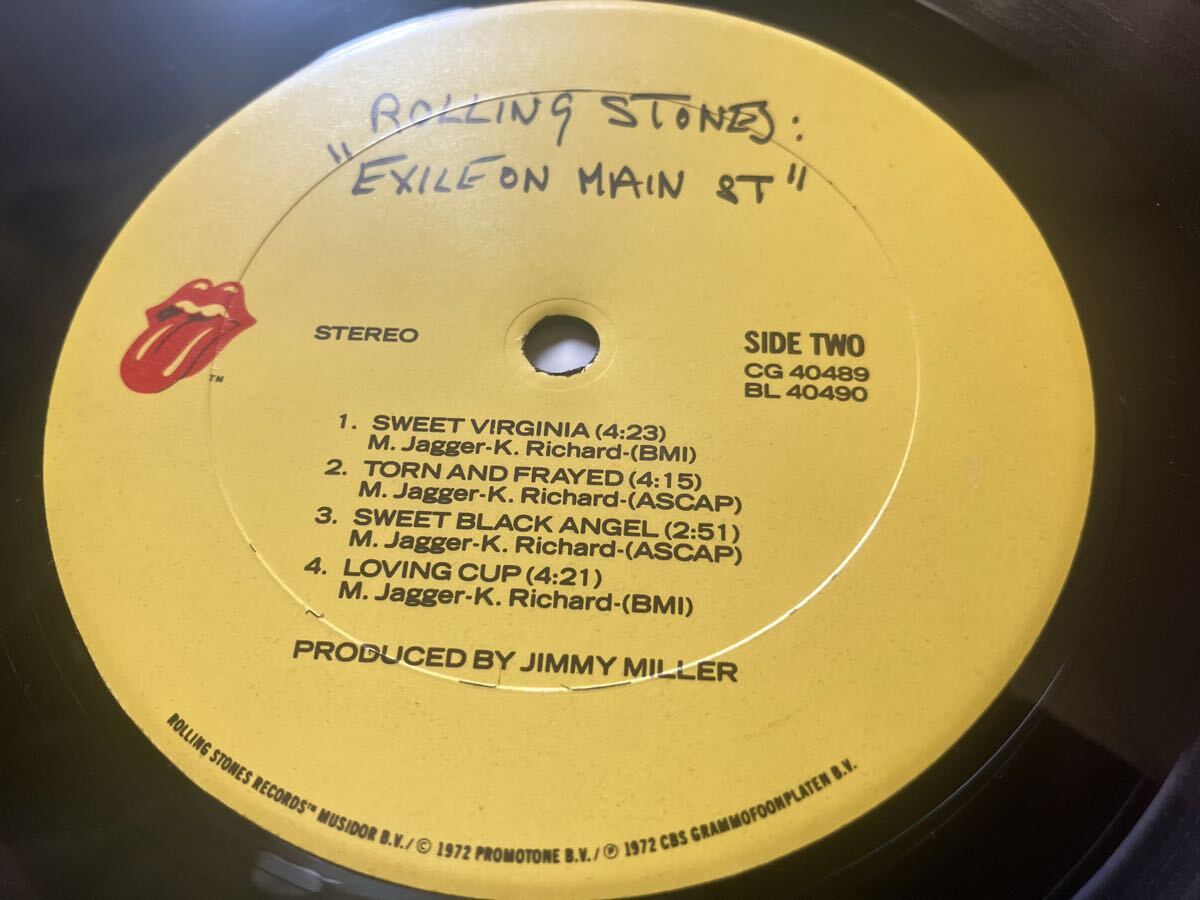 ROLLING STONES:
"EXILE ON MAIN ST"
TM
STEREO
SIDE TWO
CG 40489
BL 40490
1. SWEET VIRGINIA (4:23)
M. Jagger-K. Richard-(BMI)
2. TORN AND FRAYED (4:15)
M. Jagger-K. Richard-(ASCAP)
3. SWEET BLACK ANGEL (2:51)
M. Jagger-K. Richard-(ASCAP)
4. LOVING CUP (4:21)
M. Jagger-K. Richard-(BMI)
PRODUCED BY JIMMY MILLER
ROLLING STONES RECORDS™ MUSIDOR B.V./© 1972 PROMOTONE B.V./℗ 1972 CBS GRAMMOFOONPLATEN B.V.